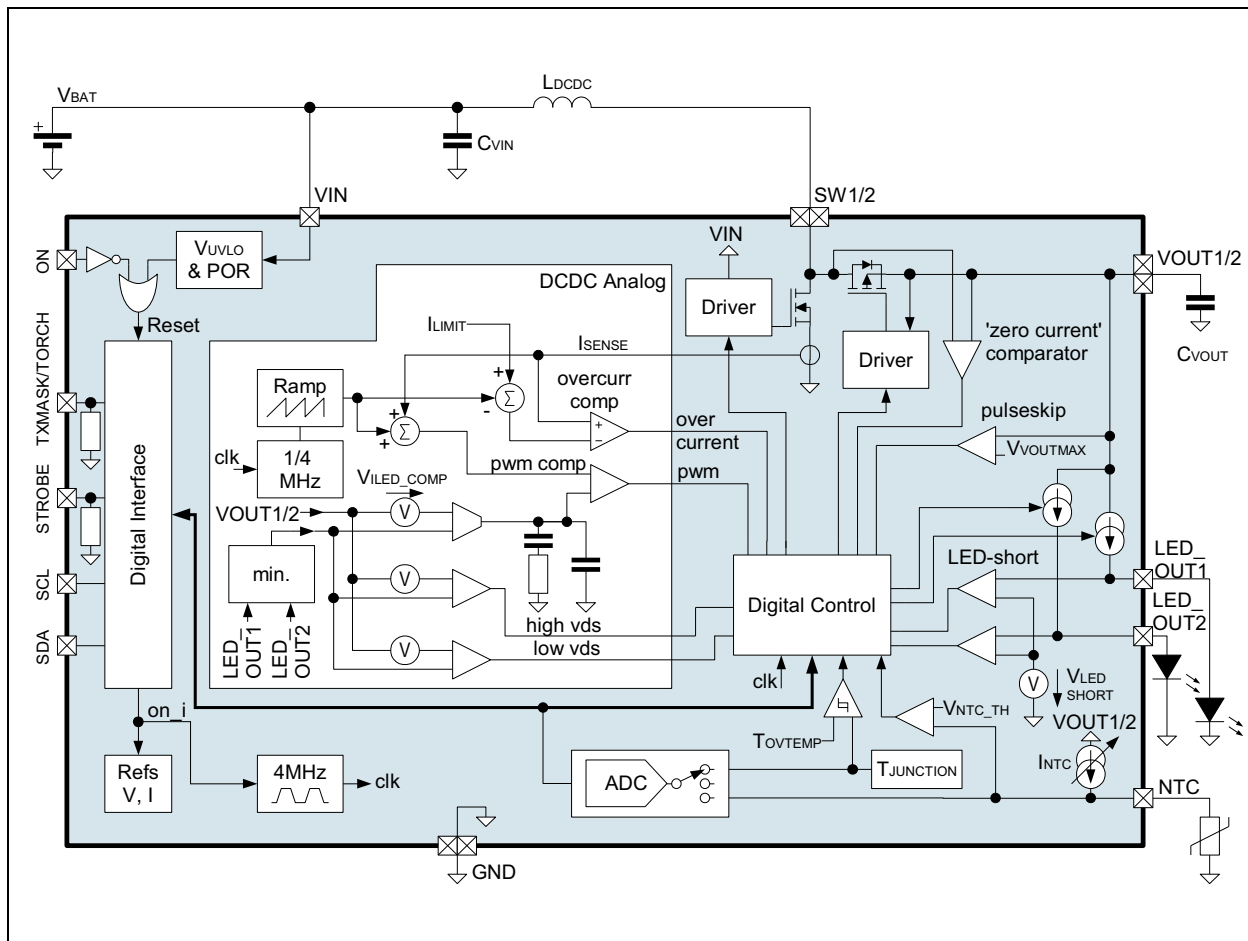 LDCDC
VBAT
+
CVIN
VIN
SW1/2
ON
VUVLO
& POR
VIN
VOUT1/2
DCDC Analog
Driver
Reset
ILIMIT
ISENSE
Driver
'zero current'
comparator
CVOUT
TXMASK/TORCH
Ramp
+
+
+
-
Σ
Σ
overcurr
comp
+
−
over
current
pulseskip
VVOUTMAX
clk
1/4
MHz
pwm comp
pwm
STROBE
Digital Interface
VILED_COMP
VOUT1/2
V
min.
V
LED-short
LED_
OUT1
Digital Control
SCL
LED_
OUT2
high vds
low vds
LED_
OUT1
LED_
OUT2
V
SDA
clk
V
VLED
SHORT
on_i
TOVTEMP
VNTC_TH
VOUT1/2
Refs
V, I
4MHz
clk
ADC
TJUNCTION
INTC
NTC
GND